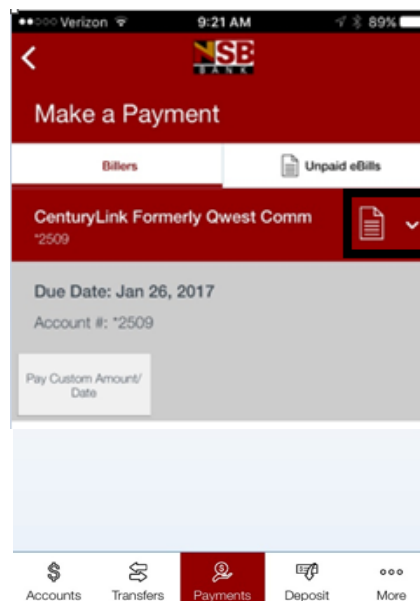 Verizon 9:21 AM 89%
NSB
BANK
Make a Payment
Billers Unpaid eBills
CenturyLink Formerly Qwest Comm
*2509
Due Date: Jan 26, 2017
Account #: *2509
Pay Custom Amount/
Date
Accounts Transfers Payments Deposit More